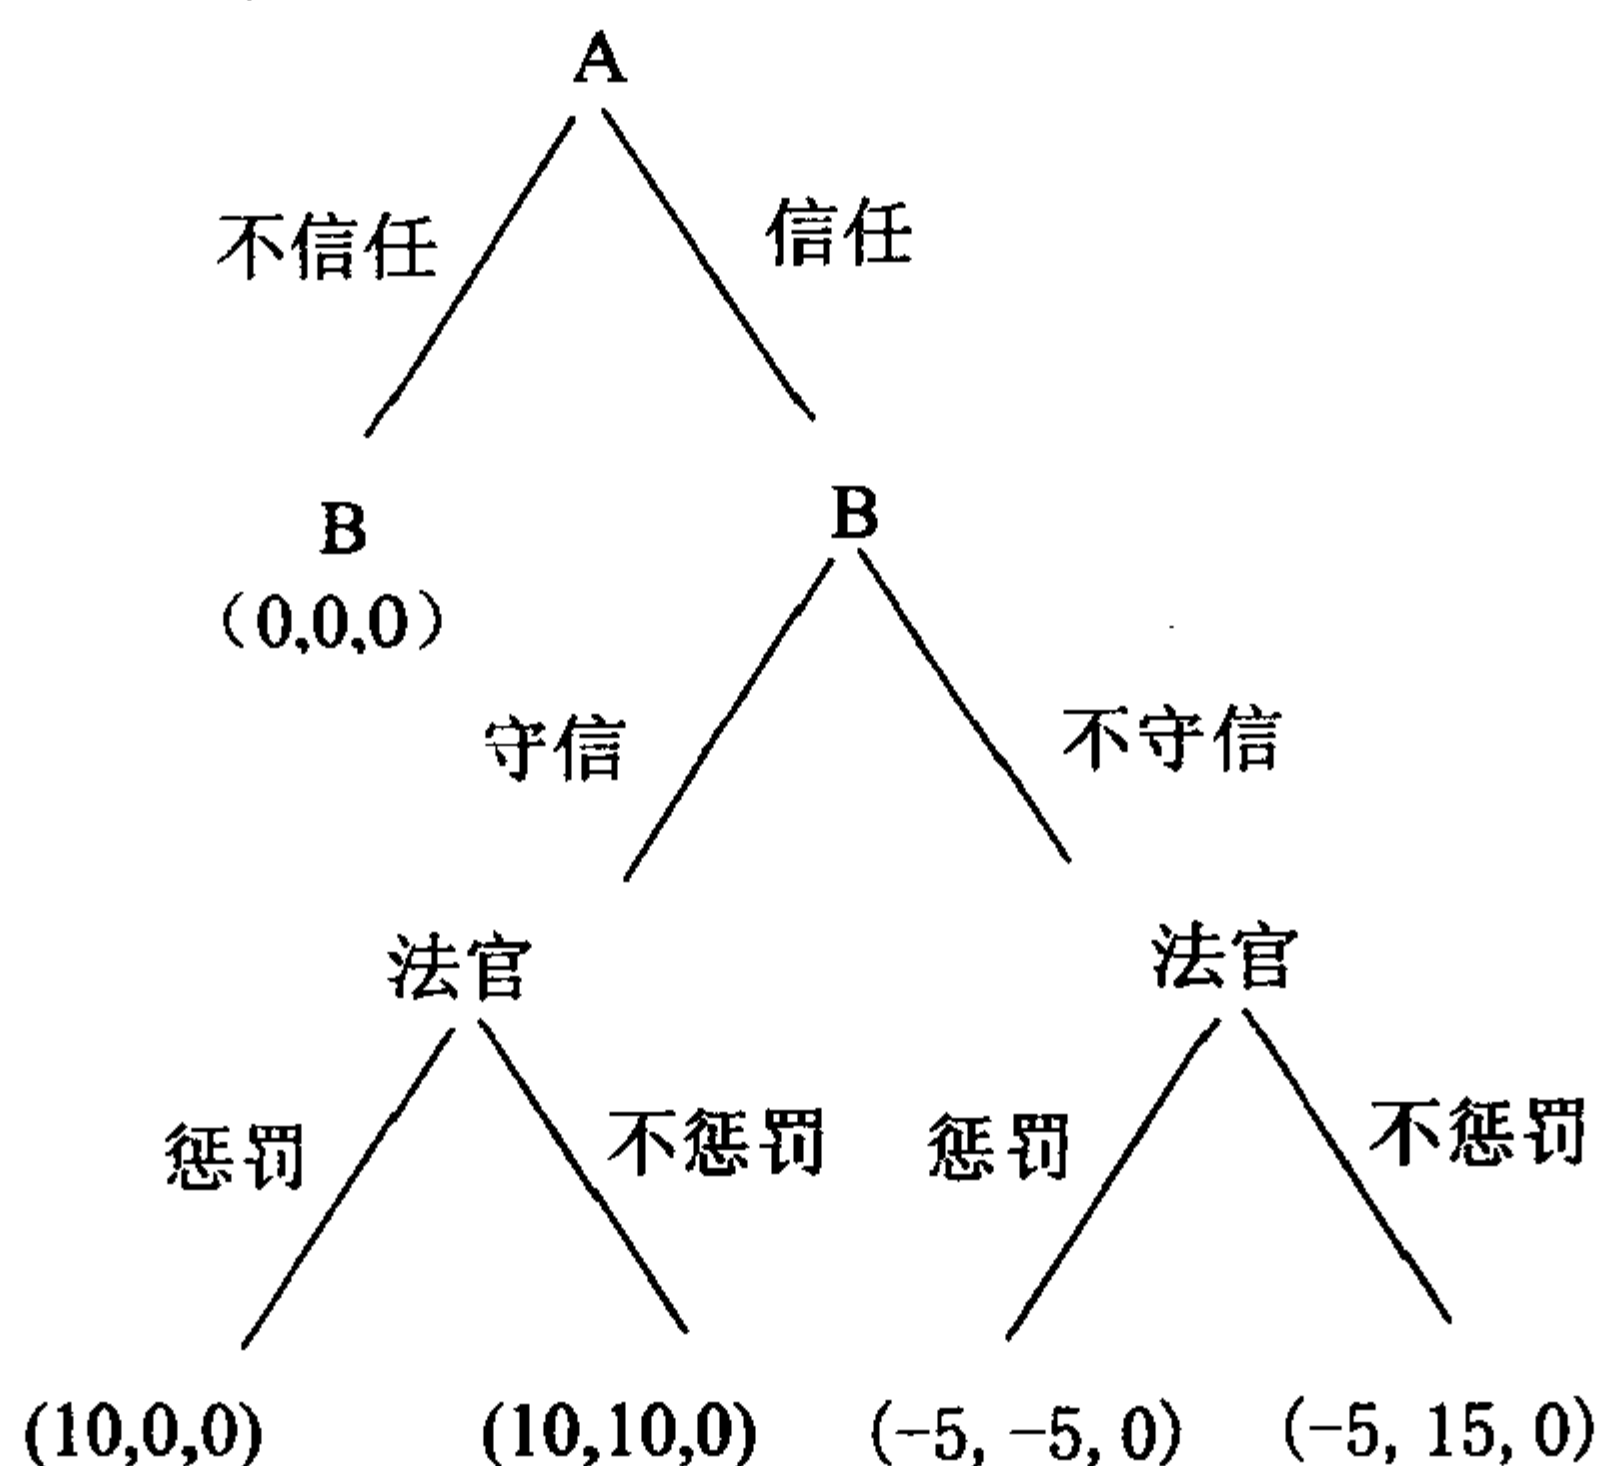 A
不信任 信任
B B
（0,0,0）
守信 不守信
法官 法官
惩罚 不惩罚 惩罚 不惩罚
(10,0,0) (10,10,0) (-5, -5, 0) (-5, 15, 0)